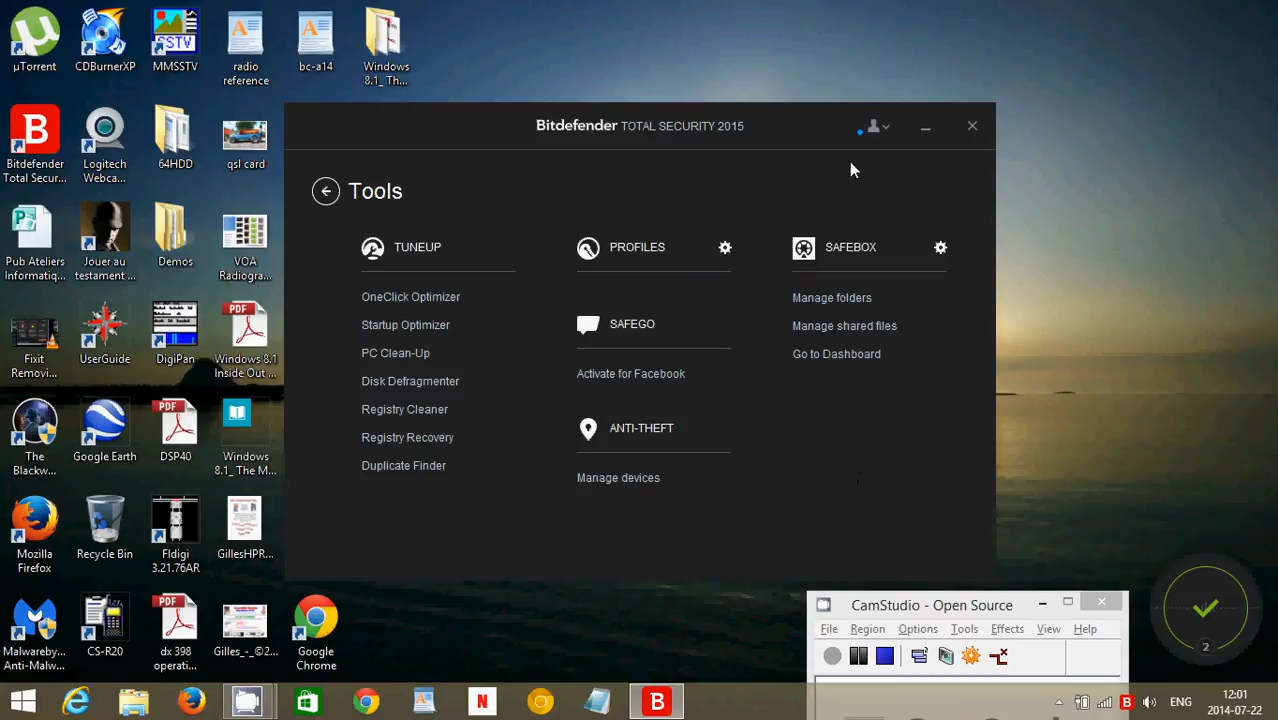 µTorrent
CDBurnerXP
MMSSTV
radio
reference
bc-a14
Windows
8.1_ Th...
SSTV
Bitdefender
Total Secur...
Logitech
Webca...
64HDD
qsl card
Pub Ateliers
Informatiq...
Jouer au
testament ...
Demos
VOA
Radiogra...
PDF
Fixit
Removi...
UserGuide
DigiPan
Windows 8.1
Inside Out ...
PDF
The
Blackw...
Google Earth
DSP40
Windows
8.1_The M...
Mozilla
Firefox
Recycle Bin
Fldigi
3.21.76AR
GillesHPR...
PDF
Malwareby...
Anti-Malw...
CS-R20
dx 398
operati...
Gilles_-_©2...
Google
Chrome
Bitdefender TOTAL SECURITY 2015
Tools
TUNEUP
OneClick Optimizer
Startup Optimizer
PC Clean-Up
Disk Defragmenter
Registry Cleaner
Registry Recovery
Duplicate Finder
PROFILES
SAFEGO
Activate for Facebook
ANTI-THEFT
Manage devices
SAFEBOX
Manage folders
Manage shared files
Go to Dashboard
CamStudio - Open Source
File Region Options Tools Effects View Help
2
ENG
12:01
2014-07-22